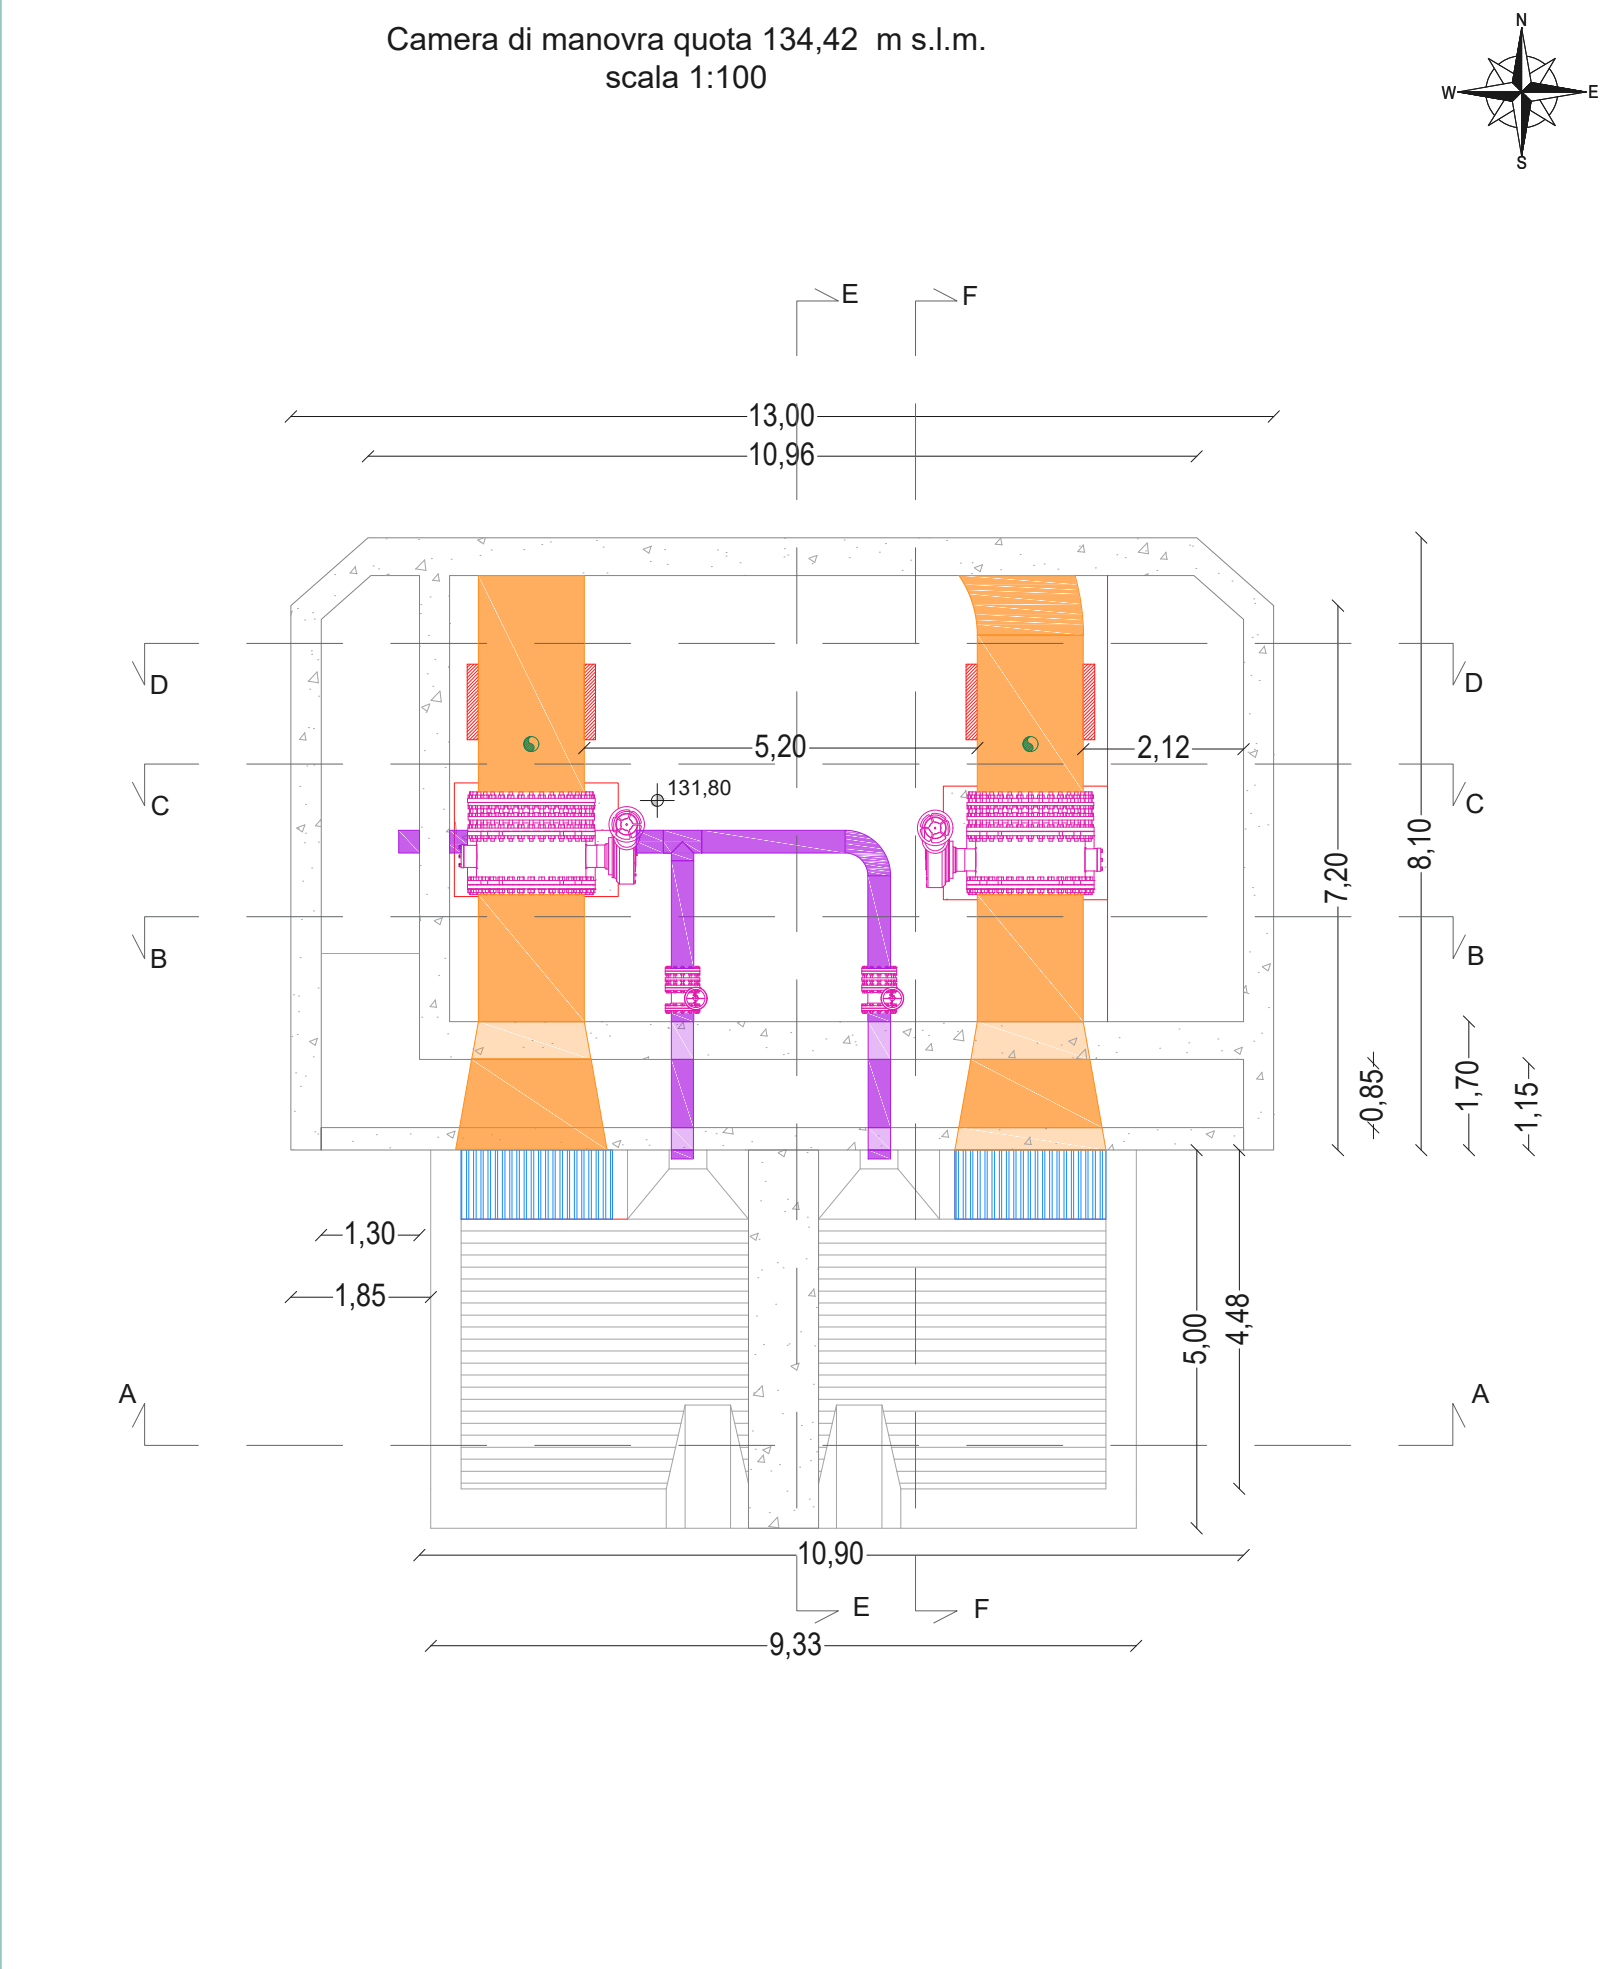 Camera di manovra quota 134,42 m s.l.m.
scala 1:100
N
W
E
S
E
F
13,00
10,96
D
D
5,20
2,12
131,80
C
C
8,10
7,20
B
B
0,85
1,70
1,15
1,30
1,85
5,00
4,48
A
A
10,90
E
F
9,33